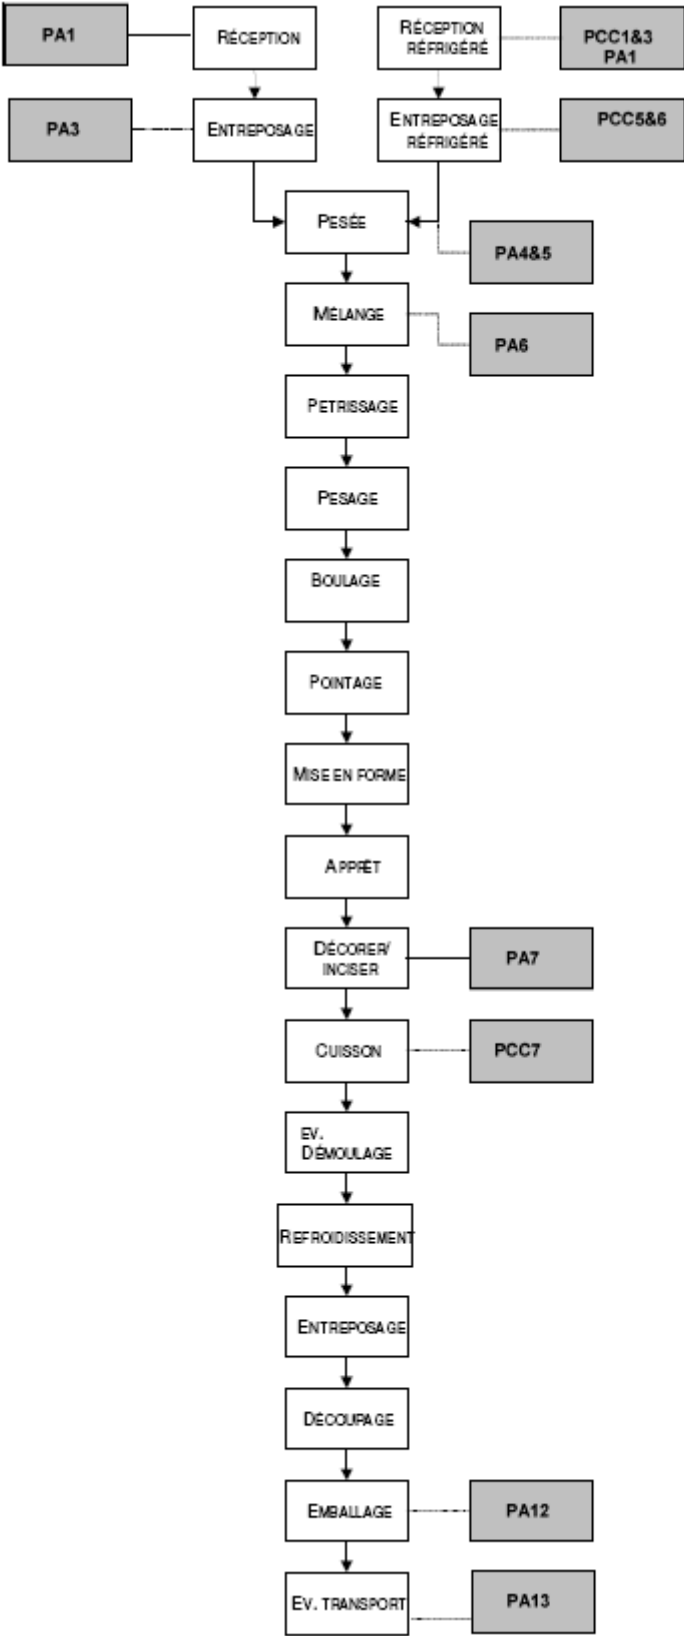 PA1
RÉCEPTION
RÉCEPTION
RÉFRIGÉRÉ
PCC1&3
PA1
PA3
ENTREPOSAGE
ENTREPOSAGE
RÉFRIGÉRÉ
PCC5&6
PESÉE
PA4&5
MÉLANGE
PA6
PETRISSAGE
PESAGE
BOULAGE
POINTAGE
MISE EN FORME
APPRÊT
DÉCORER/
INCISER
PA7
CUISSON
PCC7
EV.
DÉMOULAGE
REFROIDISSEMENT
ENTREPOSAGE
DÉCOUPAGE
EMBALLAGE
PA12
EV. TRANSPORT
PA13